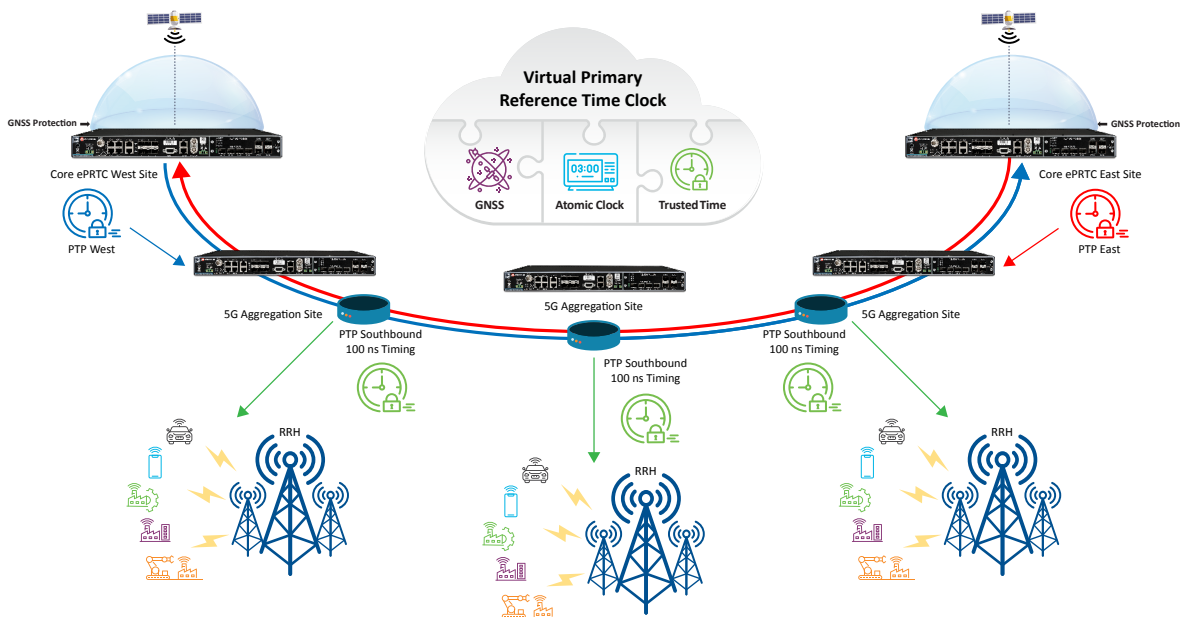 Virtual Primary
Reference Time Clock
GNSS
Atomic Clock
Trusted Time
03:00
GNSS Protection
GNSS Protection
Core ePRTC West Site
Core ePRTC East Site
PTP West
PTP East
5G Aggregation Site
5G Aggregation Site
5G Aggregation Site
PTP Southbound
100 ns Timing
PTP Southbound
100 ns Timing
PTP Southbound
100 ns Timing
RRH
RRH
RRH